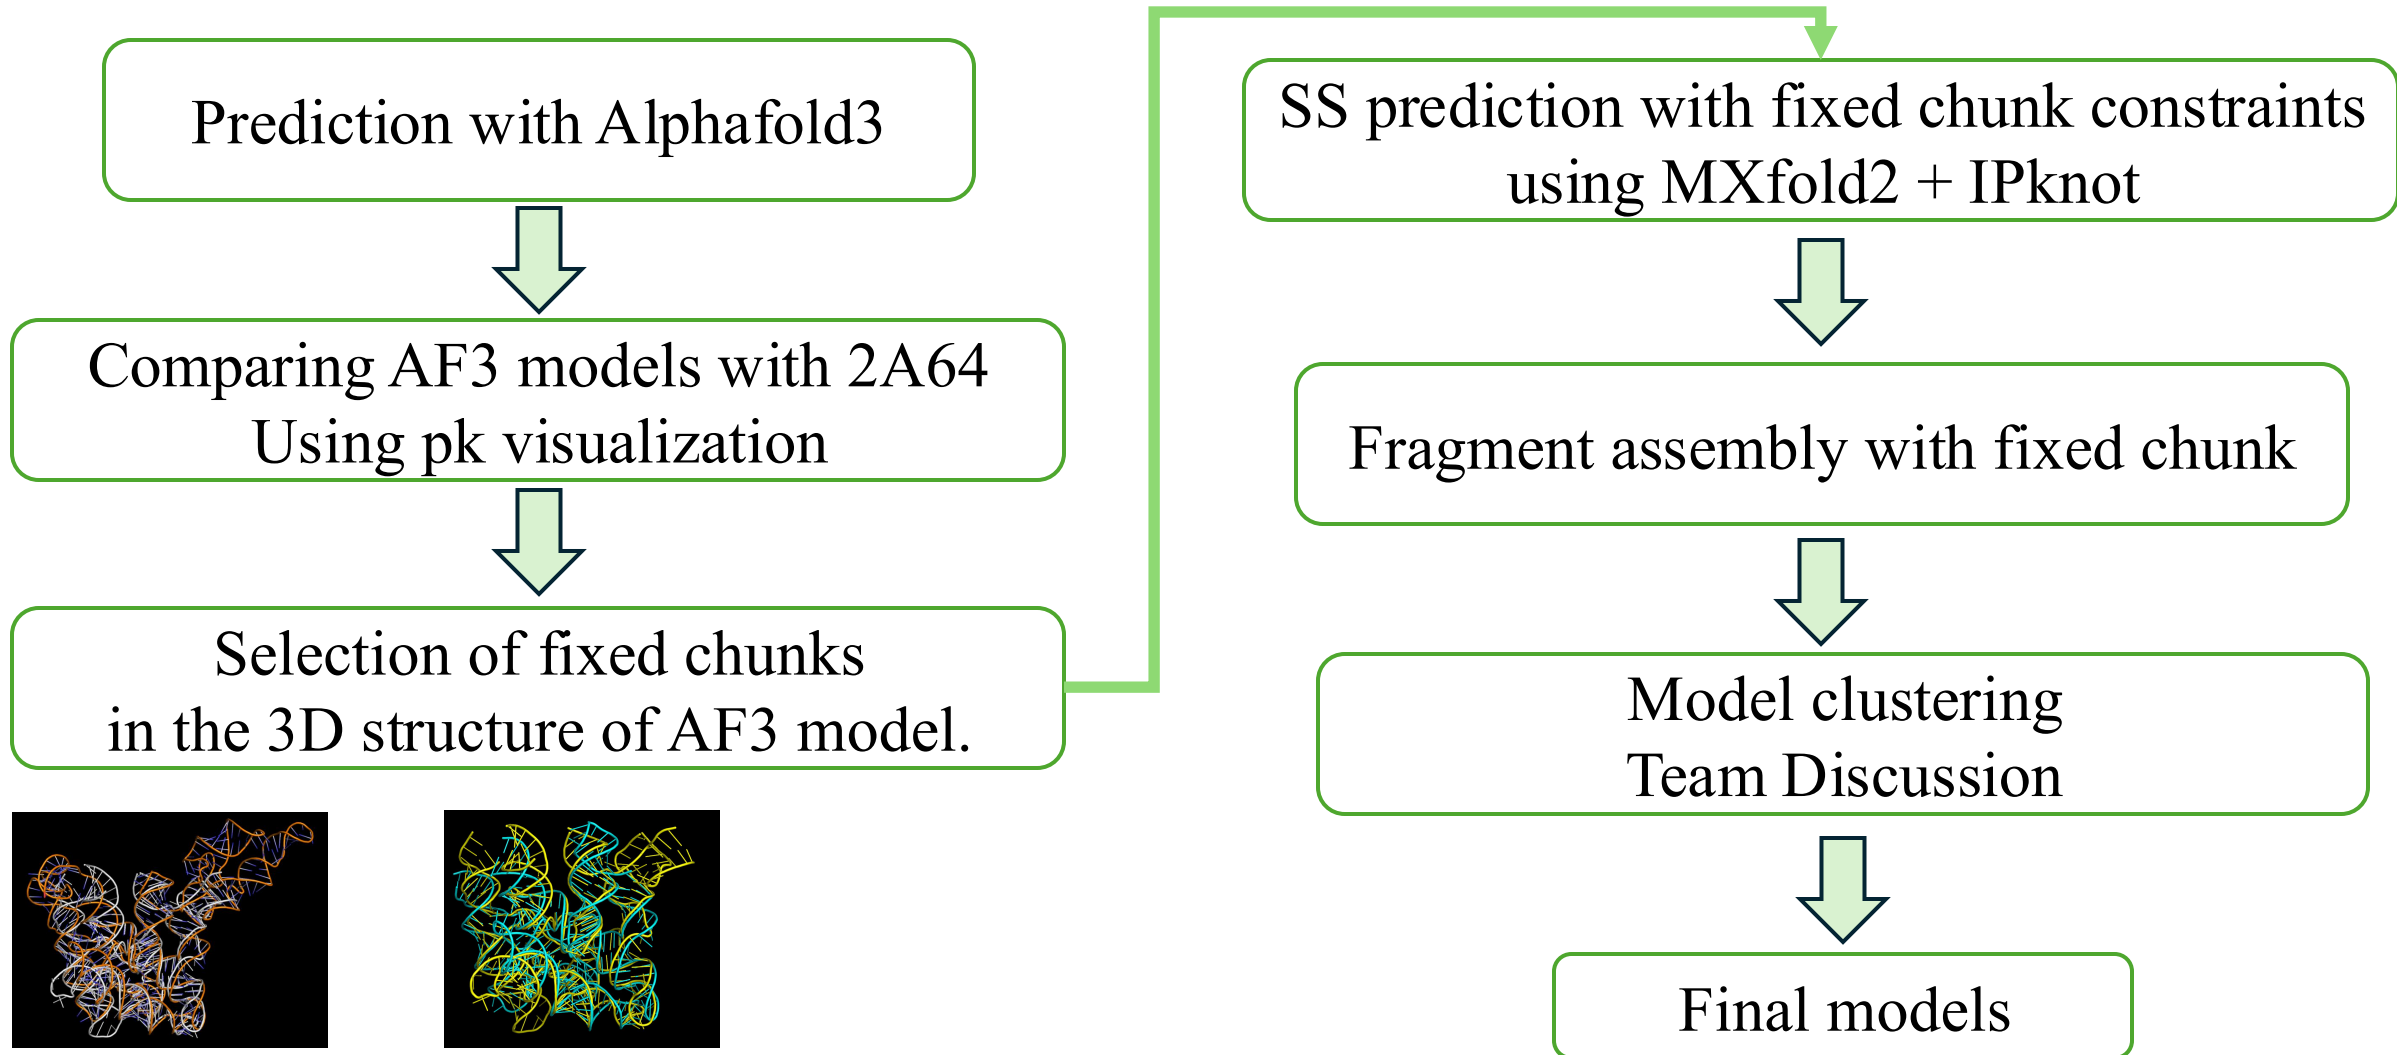 Prediction with Alphafold3
Comparing AF3 models with 2A64
Using pk visualization
Selection of fixed chunks
in the 3D structure of AF3 model.
SS prediction with fixed chunk constraints
using MXfold2 + IPknot
Fragment assembly with fixed chunk
Model clustering
Team Discussion
Final models